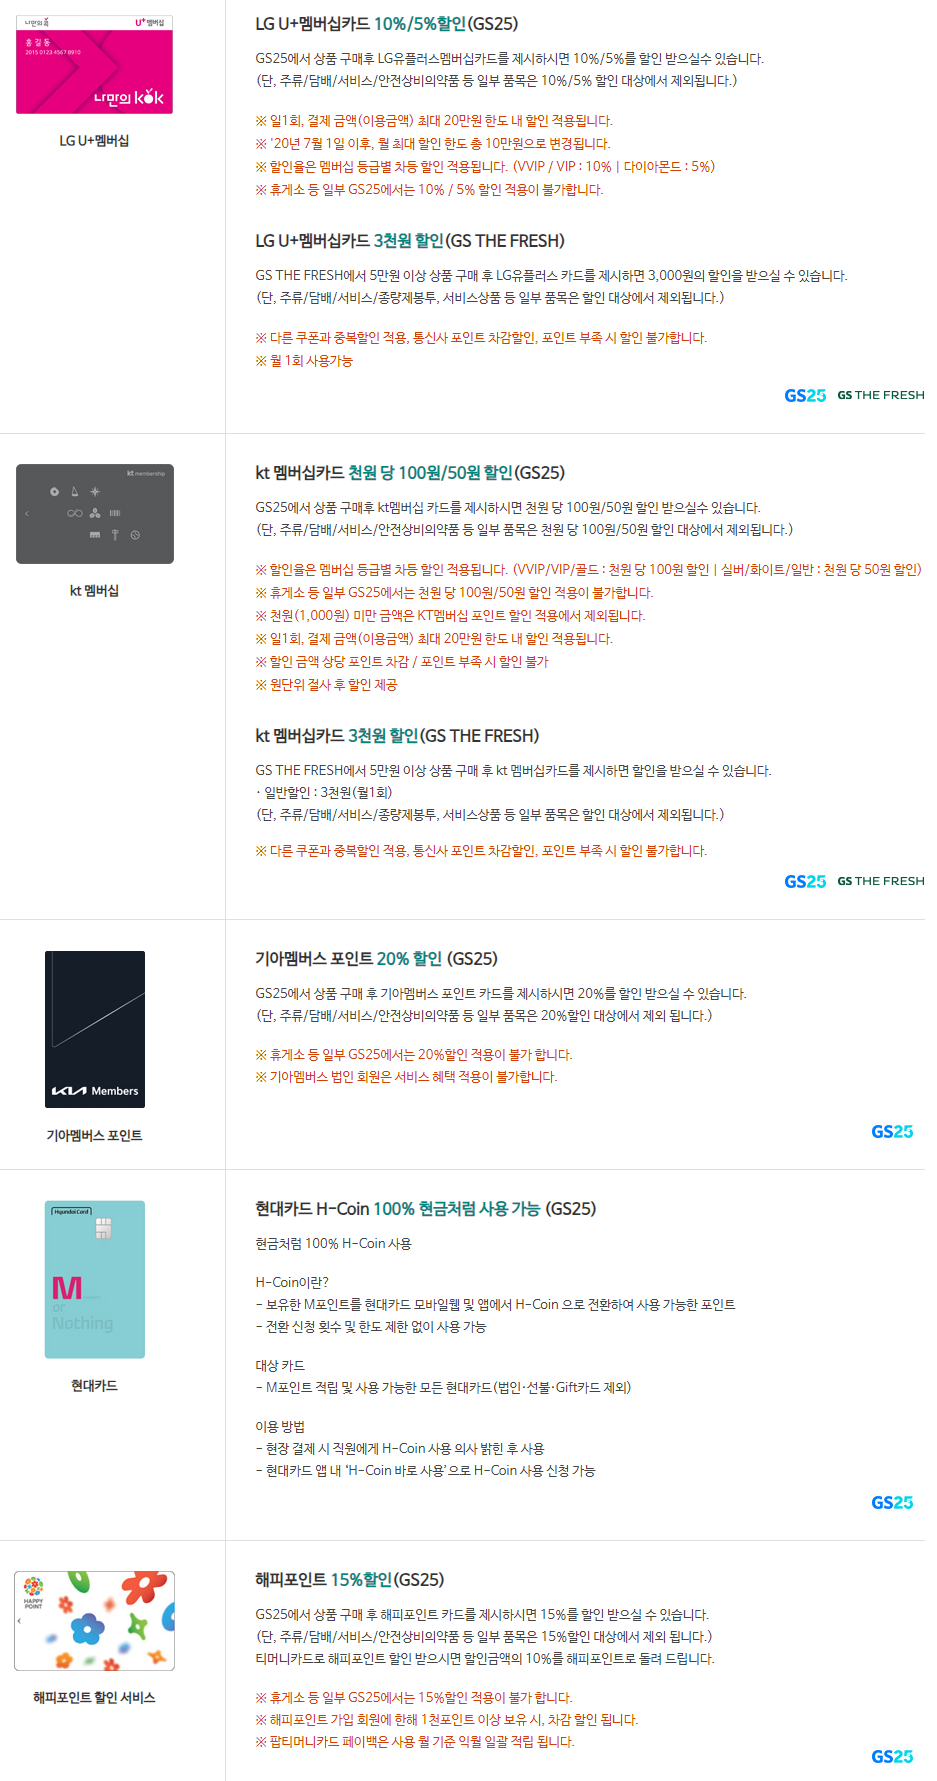 나만의콕 U+멤버십
홍길동
2015 0123 4567 8910
나만의 kok
LG U+멤버십
LG U+멤버십카드 10%/5%할인(GS25)
GS25에서 상품 구매후 LG유플러스멤버십카드를 제시하시면 10%/5%를 할인 받으실수 있습니다.
(단, 주류/담배/서비스/안전상비의약품 등 일부 품목은 10%/5% 할인 대상에서 제외됩니다.)
※ 일1회, 결제 금액(이용금액) 최대 20만원 한도 내 할인 적용됩니다.
※ '20년 7월 1일 이후, 월 최대 할인 한도 총 10만원으로 변경됩니다.
※ 할인율은 멤버십 등급별 차등 할인 적용됩니다. (VVIP / VIP : 10% | 다이아몬드 : 5%)
※ 휴게소 등 일부 GS25에서는 10% / 5% 할인 적용이 불가합니다.
LG U+멤버십카드 3천원 할인(GS THE FRESH)
GS THE FRESH에서 5만원 이상 상품 구매 후 LG유플러스 카드를 제시하면 3,000원의 할인을 받으실 수 있습니다.
(단, 주류/담배/서비스/종량제봉투, 서비스상품 등 일부 품목은 할인 대상에서 제외됩니다.)
※ 다른 쿠폰과 중복할인 적용, 통신사 포인트 차감할인, 포인트 부족 시 할인 불가합니다.
※ 월 1회 사용가능
GS25 GS THE FRESH
kt membership
kt 멤버십
kt 멤버십카드 천원 당 100원/50원 할인(GS25)
GS25에서 상품 구매후 kt멤버십 카드를 제시하시면 천원 당 100원/50원 할인 받으실수 있습니다.
(단, 주류/담배/서비스/안전상비의약품 등 일부 품목은 천원 당 100원/50원 할인 대상에서 제외됩니다.)
※ 할인율은 멤버십 등급별 차등 할인 적용됩니다. (VVIP/VIP/골드 : 천원 당 100원 할인 | 실버/화이트/일반 : 천원 당 50원 할인)
※ 휴게소 등 일부 GS25에서는 천원 당 100원/50원 할인 적용이 불가합니다.
※ 천원(1,000원) 미만 금액은 KT멤버십 포인트 할인 적용에서 제외됩니다.
※ 일1회, 결제 금액(이용금액) 최대 20만원 한도 내 할인 적용됩니다.
※ 할인 금액 상당 포인트 차감 / 포인트 부족 시 할인 불가
※ 원단위 절사 후 할인 제공
kt 멤버십카드 3천원 할인(GS THE FRESH)
GS THE FRESH에서 5만원 이상 상품 구매 후 kt 멤버십카드를 제시하면 할인을 받으실 수 있습니다.
· 일반할인 : 3천원(월1회)
(단, 주류/담배/서비스/종량제봉투, 서비스상품 등 일부 품목은 할인 대상에서 제외됩니다.)
※ 다른 쿠폰과 중복할인 적용, 통신사 포인트 차감할인, 포인트 부족 시 할인 불가합니다.
GS25 GS THE FRESH
KIA Members
기아멤버스 포인트
기아멤버스 포인트 20% 할인 (GS25)
GS25에서 상품 구매 후 기아멤버스 포인트 카드를 제시하시면 20%를 할인 받으실 수 있습니다.
(단, 주류/담배/서비스/안전상비의약품 등 일부 품목은 20%할인 대상에서 제외 됩니다.)
※ 휴게소 등 일부 GS25에서는 20%할인 적용이 불가 합니다.
※ 기아멤버스 법인 회원은 서비스 혜택 적용이 불가합니다.
GS25
HyundaiCard
M
or
Nothing
현대카드
현대카드 H-Coin 100% 현금처럼 사용 가능 (GS25)
현금처럼 100% H-Coin 사용
H-Coin이란?
- 보유한 M포인트를 현대카드 모바일웹 및 앱에서 H-Coin 으로 전환하여 사용 가능한 포인트
- 전환 신청 횟수 및 한도 제한 없이 사용 가능
대상 카드
- M포인트 적립 및 사용 가능한 모든 현대카드(법인·선불·Gift카드 제외)
이용 방법
- 현장 결제 시 직원에게 H-Coin 사용 의사 밝힌 후 사용
- 현대카드 앱 내 ‘H-Coin 바로 사용’으로 H-Coin 사용 신청 가능
GS25
HAPPY
POINT
해피포인트 할인 서비스
해피포인트 15%할인(GS25)
GS25에서 상품 구매 후 해피포인트 카드를 제시하시면 15%를 할인 받으실 수 있습니다.
(단, 주류/담배/서비스/안전상비의약품 등 일부 품목은 15%할인 대상에서 제외 됩니다.)
티머니카드로 해피포인트 할인 받으시면 할인금액의 10%를 해피포인트로 돌려 드립니다.
※ 휴게소 등 일부 GS25에서는 15%할인 적용이 불가 합니다.
※ 해피포인트 가입 회원에 한해 1천포인트 이상 보유 시, 차감 할인 됩니다.
※ 팝티머니카드 페이백은 사용 월 기준 익월 일괄 적립 됩니다.
GS25